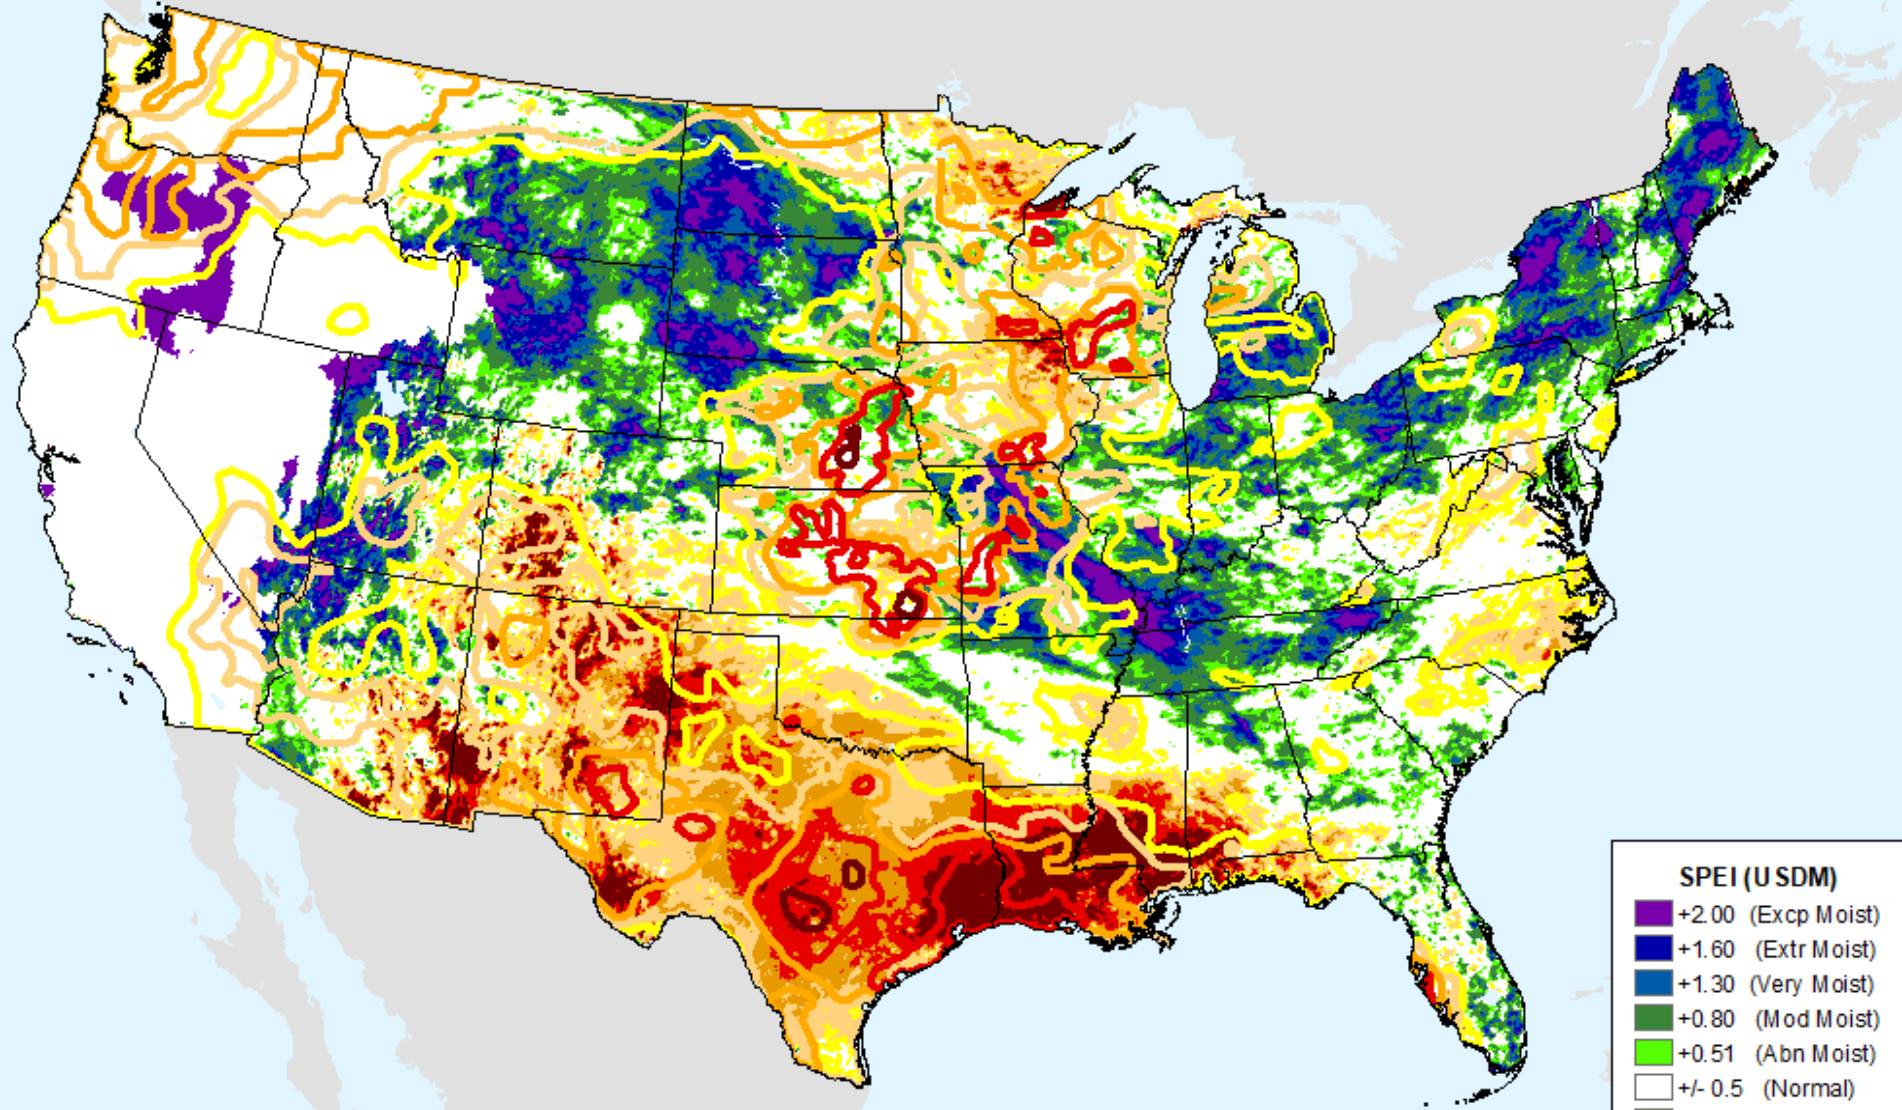 SPEI (USDM)
+2.00 (Excp Moist)
+1.60 (Extr Moist)
+1.30 (Very Moist)
+0.80 (Mod Moist)
+0.51 (Abn Moist)
+/- 0.5 (Normal)